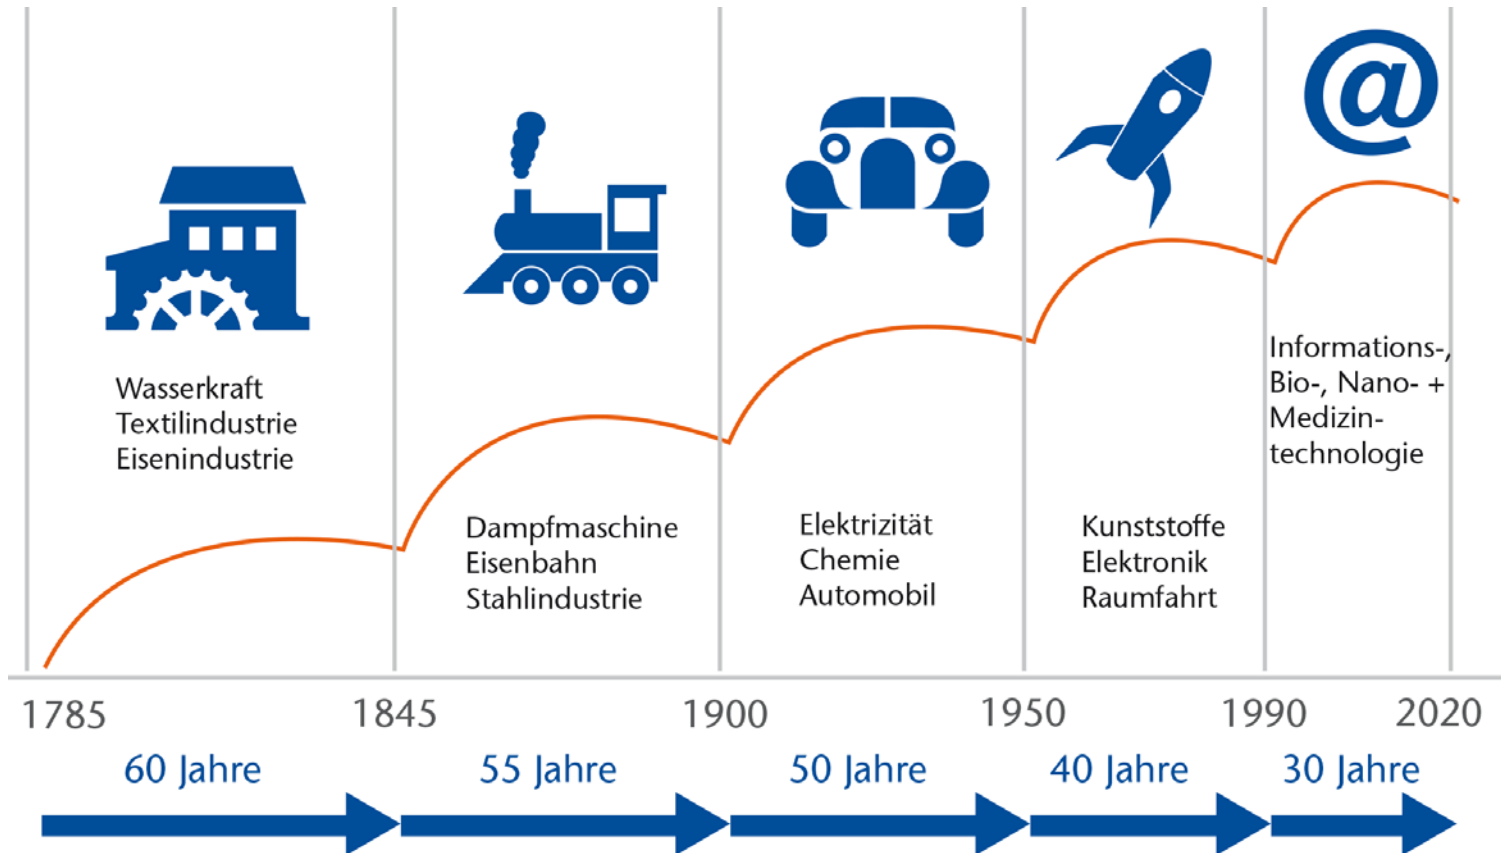 @
Wasserkraft
Textilindustrie
Eisenindustrie
Dampfmaschine
Eisenbahn
Stahlindustrie
Elektrizität
Chemie
Automobil
Kunststoffe
Elektronik
Raumfahrt
Informations-,
Bio-, Nano- +
Medizin-
technologie
1785 1845 1900 1950 1990 2020
60 Jahre 55 Jahre 50 Jahre 40 Jahre 30 Jahre